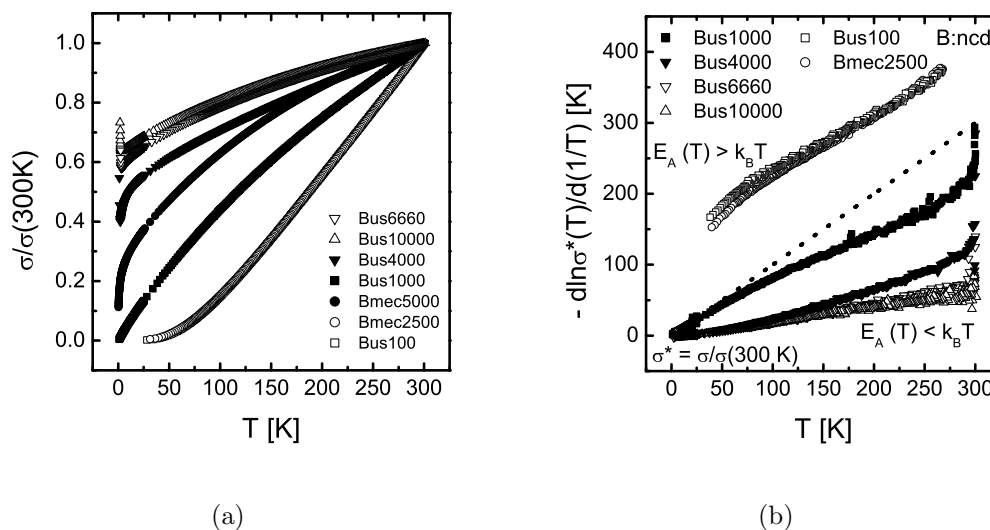 1.0
0.8
0.6
0.4
0.2
0.0
σ/σ(300K)
Bus6660
Bus10000
Bus4000
Bus1000
Bmec5000
Bmec2500
Bus100
0 50 100 150 200 250 300
T [K]
(a)
400
300
200
100
0
- dlnσ*(T)/d(1/T) [K]
Bus1000
Bus4000
Bus6660
Bus10000
Bus100
Bmec2500
B:ncd
E_A (T) > k_B T
E_A (T) < k_B T
σ* = σ/σ(300 K)
0 50 100 150 200 250 300
T [K]
(b)